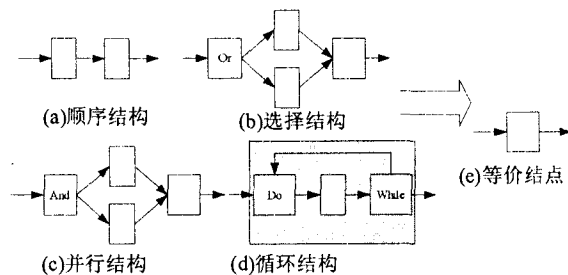 Or
(a)顺序结构
(b)选择结构
(e)等价结点
And
Do
While
(c)并行结构
(d)循环结构